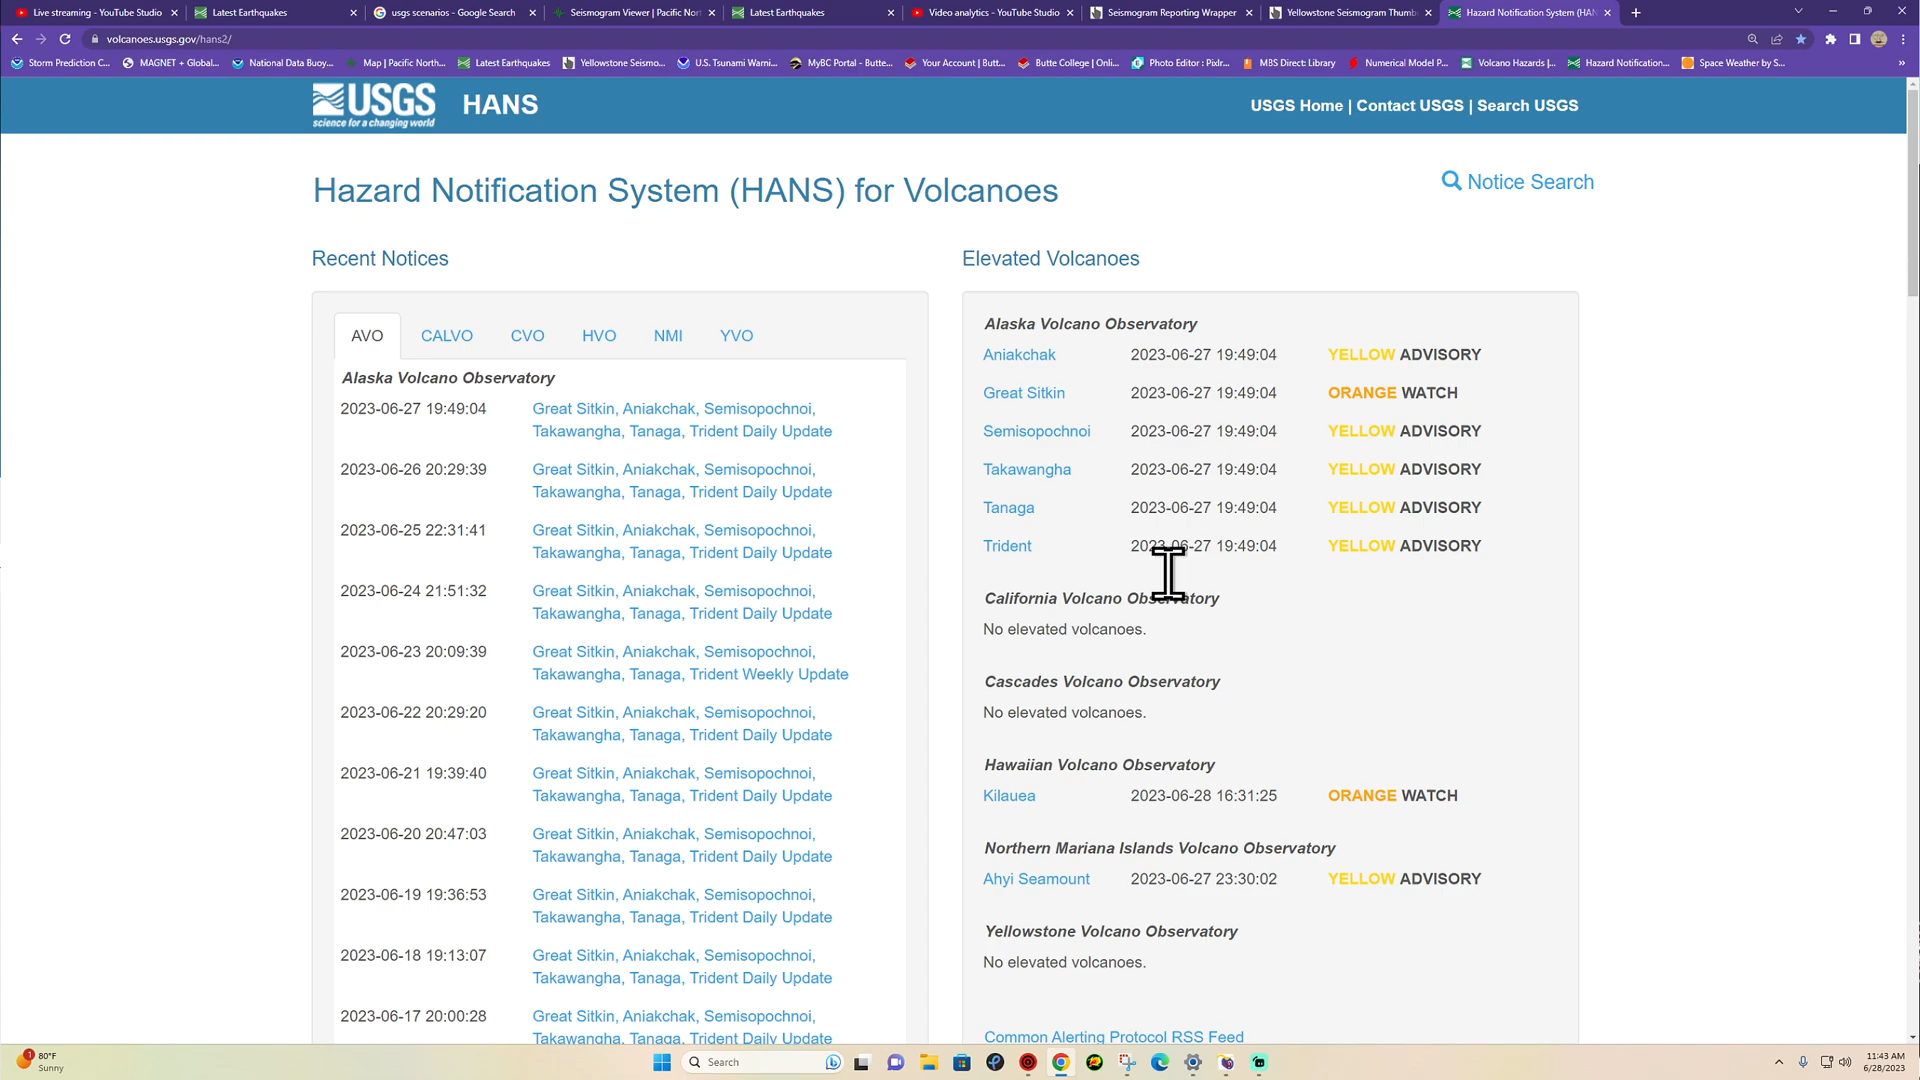 Live streaming - YouTube Studio
Latest Earthquakes
usgs scenarios - Google Search
Seismogram Viewer | Pacific Nor
Latest Earthquakes
Video analytics - YouTube Studio
Seismogram Reporting Wrapper
Yellowstone Seismogram Thumb
Hazard Notification System (HAN
volcanoes.usgs.gov/hans2/
Storm Prediction C...
MAGNET + Global...
National Data Buoy...
Map | Pacific North...
Latest Earthquakes
Yellowstone Seismo...
U.S. Tsunami Warni...
MyBC Portal - Butte...
Your Account | Butt...
Butte College | Onli...
Photo Editor : Pixlr...
MBS Direct: Library
Numerical Model P...
Volcano Hazards |...
Hazard Notification...
Space Weather by S...
USGS
science for a changing world
HANS
USGS Home | Contact USGS | Search USGS
Hazard Notification System (HANS) for Volcanoes
Notice Search
Recent Notices
AVO CALVO CVO HVO NMI YVO
Alaska Volcano Observatory
2023-06-27 19:49:04 Great Sitkin, Aniakchak, Semisopochnoi,
Takawangha, Tanaga, Trident Daily Update
2023-06-26 20:29:39 Great Sitkin, Aniakchak, Semisopochnoi,
Takawangha, Tanaga, Trident Daily Update
2023-06-25 22:31:41 Great Sitkin, Aniakchak, Semisopochnoi,
Takawangha, Tanaga, Trident Daily Update
2023-06-24 21:51:32 Great Sitkin, Aniakchak, Semisopochnoi,
Takawangha, Tanaga, Trident Daily Update
2023-06-23 20:09:39 Great Sitkin, Aniakchak, Semisopochnoi,
Takawangha, Tanaga, Trident Weekly Update
2023-06-22 20:29:20 Great Sitkin, Aniakchak, Semisopochnoi,
Takawangha, Tanaga, Trident Daily Update
2023-06-21 19:39:40 Great Sitkin, Aniakchak, Semisopochnoi,
Takawangha, Tanaga, Trident Daily Update
2023-06-20 20:47:03 Great Sitkin, Aniakchak, Semisopochnoi,
Takawangha, Tanaga, Trident Daily Update
2023-06-19 19:36:53 Great Sitkin, Aniakchak, Semisopochnoi,
Takawangha, Tanaga, Trident Daily Update
2023-06-18 19:13:07 Great Sitkin, Aniakchak, Semisopochnoi,
Takawangha, Tanaga, Trident Daily Update
2023-06-17 20:00:28 Great Sitkin, Aniakchak, Semisopochnoi,
Takawangha, Tanaga, Trident Daily Update
Elevated Volcanoes
Alaska Volcano Observatory
Aniakchak 2023-06-27 19:49:04 YELLOW ADVISORY
Great Sitkin 2023-06-27 19:49:04 ORANGE WATCH
Semisopochnoi 2023-06-27 19:49:04 YELLOW ADVISORY
Takawangha 2023-06-27 19:49:04 YELLOW ADVISORY
Tanaga 2023-06-27 19:49:04 YELLOW ADVISORY
Trident 2023-06-27 19:49:04 YELLOW ADVISORY
California Volcano Observatory
No elevated volcanoes.
Cascades Volcano Observatory
No elevated volcanoes.
Hawaiian Volcano Observatory
Kilauea 2023-06-28 16:31:25 ORANGE WATCH
Northern Mariana Islands Volcano Observatory
Ahyi Seamount 2023-06-27 23:30:02 YELLOW ADVISORY
Yellowstone Volcano Observatory
No elevated volcanoes.
Common Alerting Protocol RSS Feed
1
80°F
Sunny
Search
11:43 AM
6/28/2023